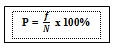 P = f/N x 100%